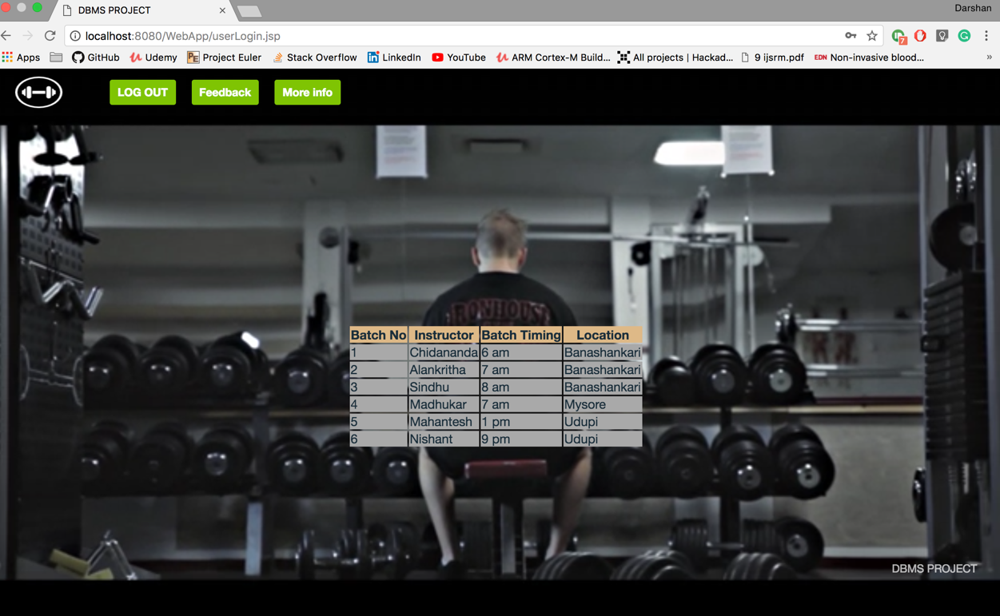 Darshan
DBMS PROJECT
localhost:8080/WebApp/userLogin.jsp
7
Apps GitHub Udemy PE Project Euler Stack Overflow LinkedIn YouTube ARM Cortex-M Build... All projects | Hackad... 9 ijsrm.pdf EDN Non-invasive blood... »
LOG OUT Feedback More info
IRONHOUSE
Batch No Instructor Batch Timing Location
1 Chidananda 6 am Banashankari
2 Alankritha 7 am Banashankari
3 Sindhu 8 am Banashankari
4 Madhukar 7 am Mysore
5 Mahantesh 1 pm Udupi
6 Nishant 9 pm Udupi
DBMS PROJECT